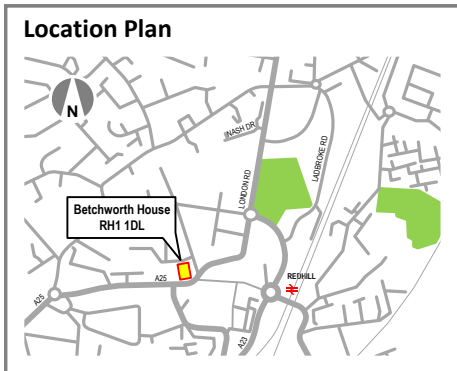 Location Plan
N
NASH DR
LONDON RD
LADBROKE RD
Betchworth House
RH1 1DL
REDHILL
A25
A25
A23